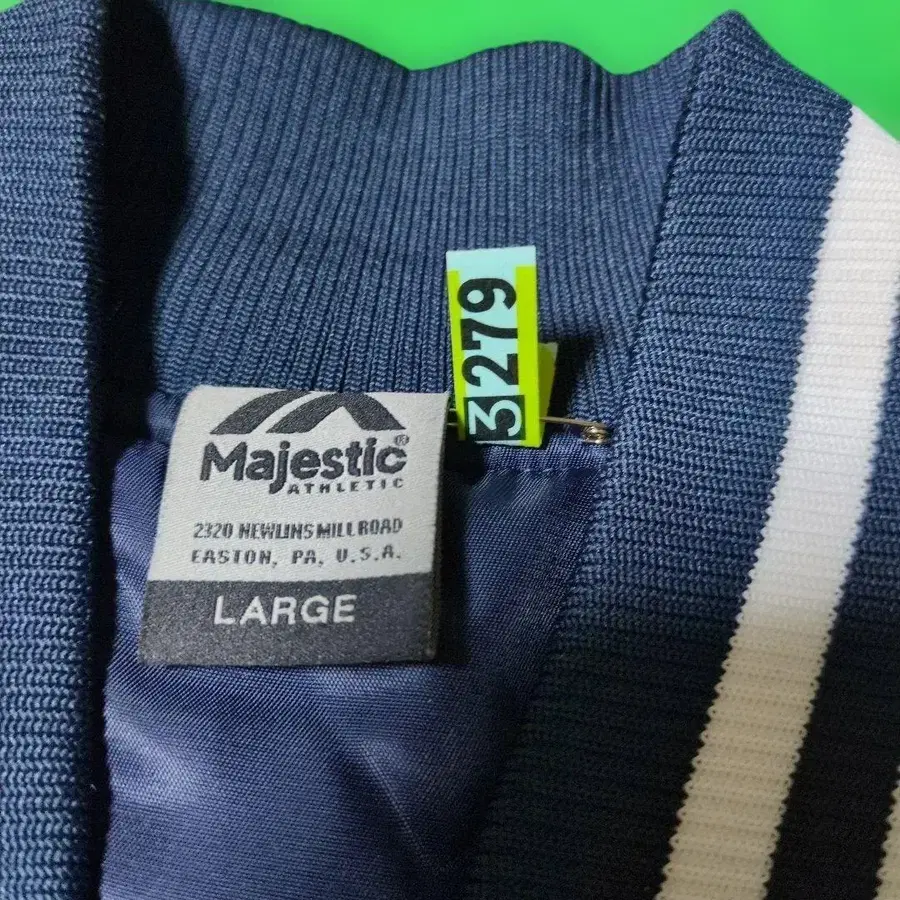 3279
Majestic®
ATHLETIC
2320 NEWLINS MILL ROAD
EASTON, PA, U.S.A.
LARGE